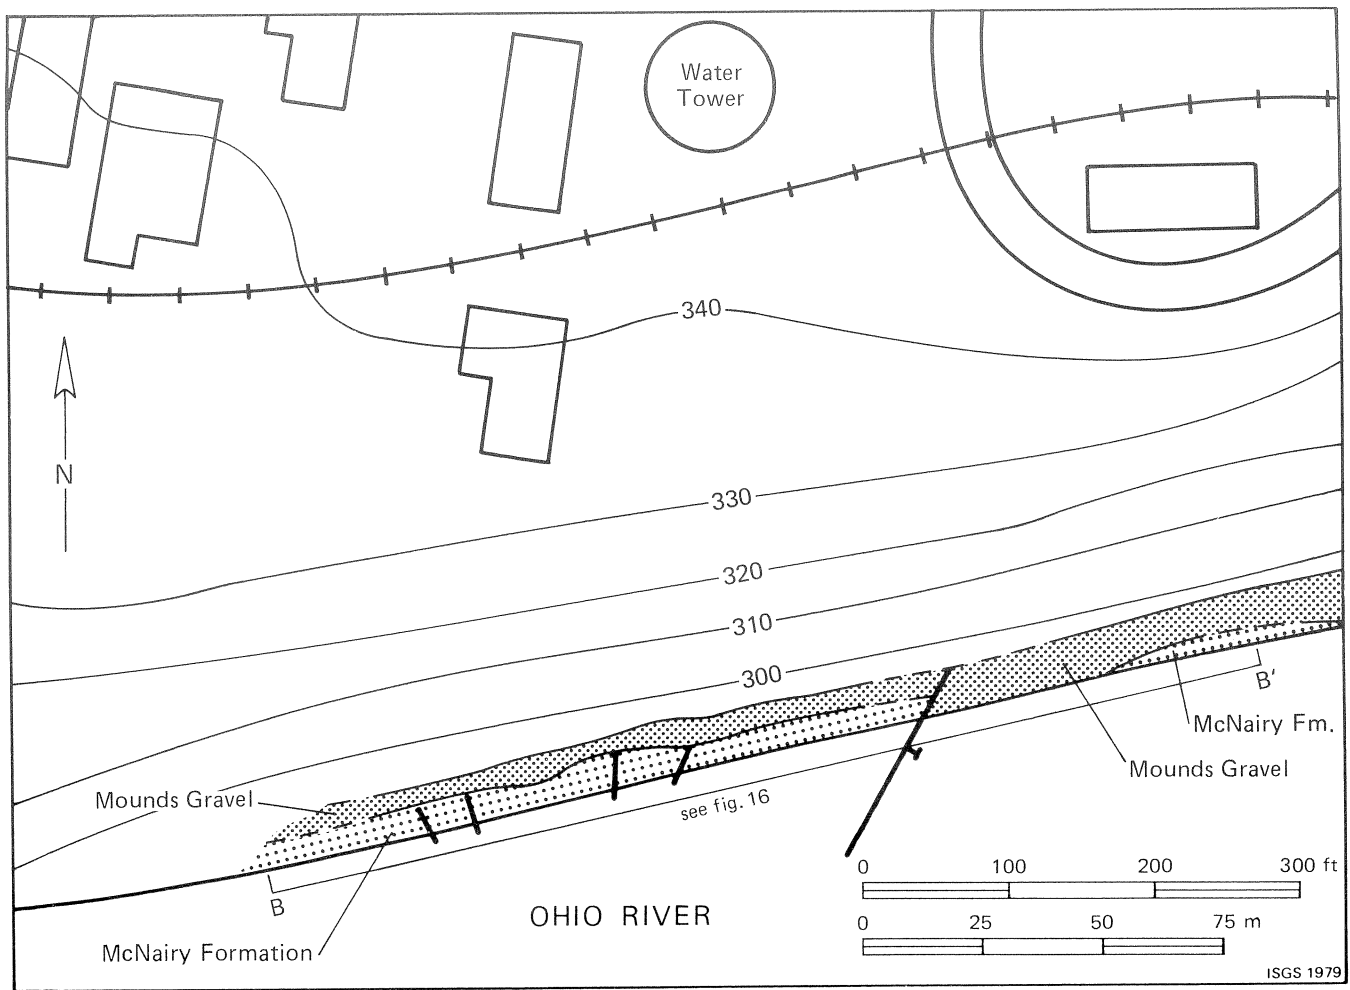 Water
Tower
340
N
330
320
310
300
B'
McNairy Fm.
Mounds Gravel
Mounds Gravel
see fig. 16
B
McNairy Formation
OHIO RIVER
0 100 200 300 ft
0 25 50 75 m
ISGS 1979